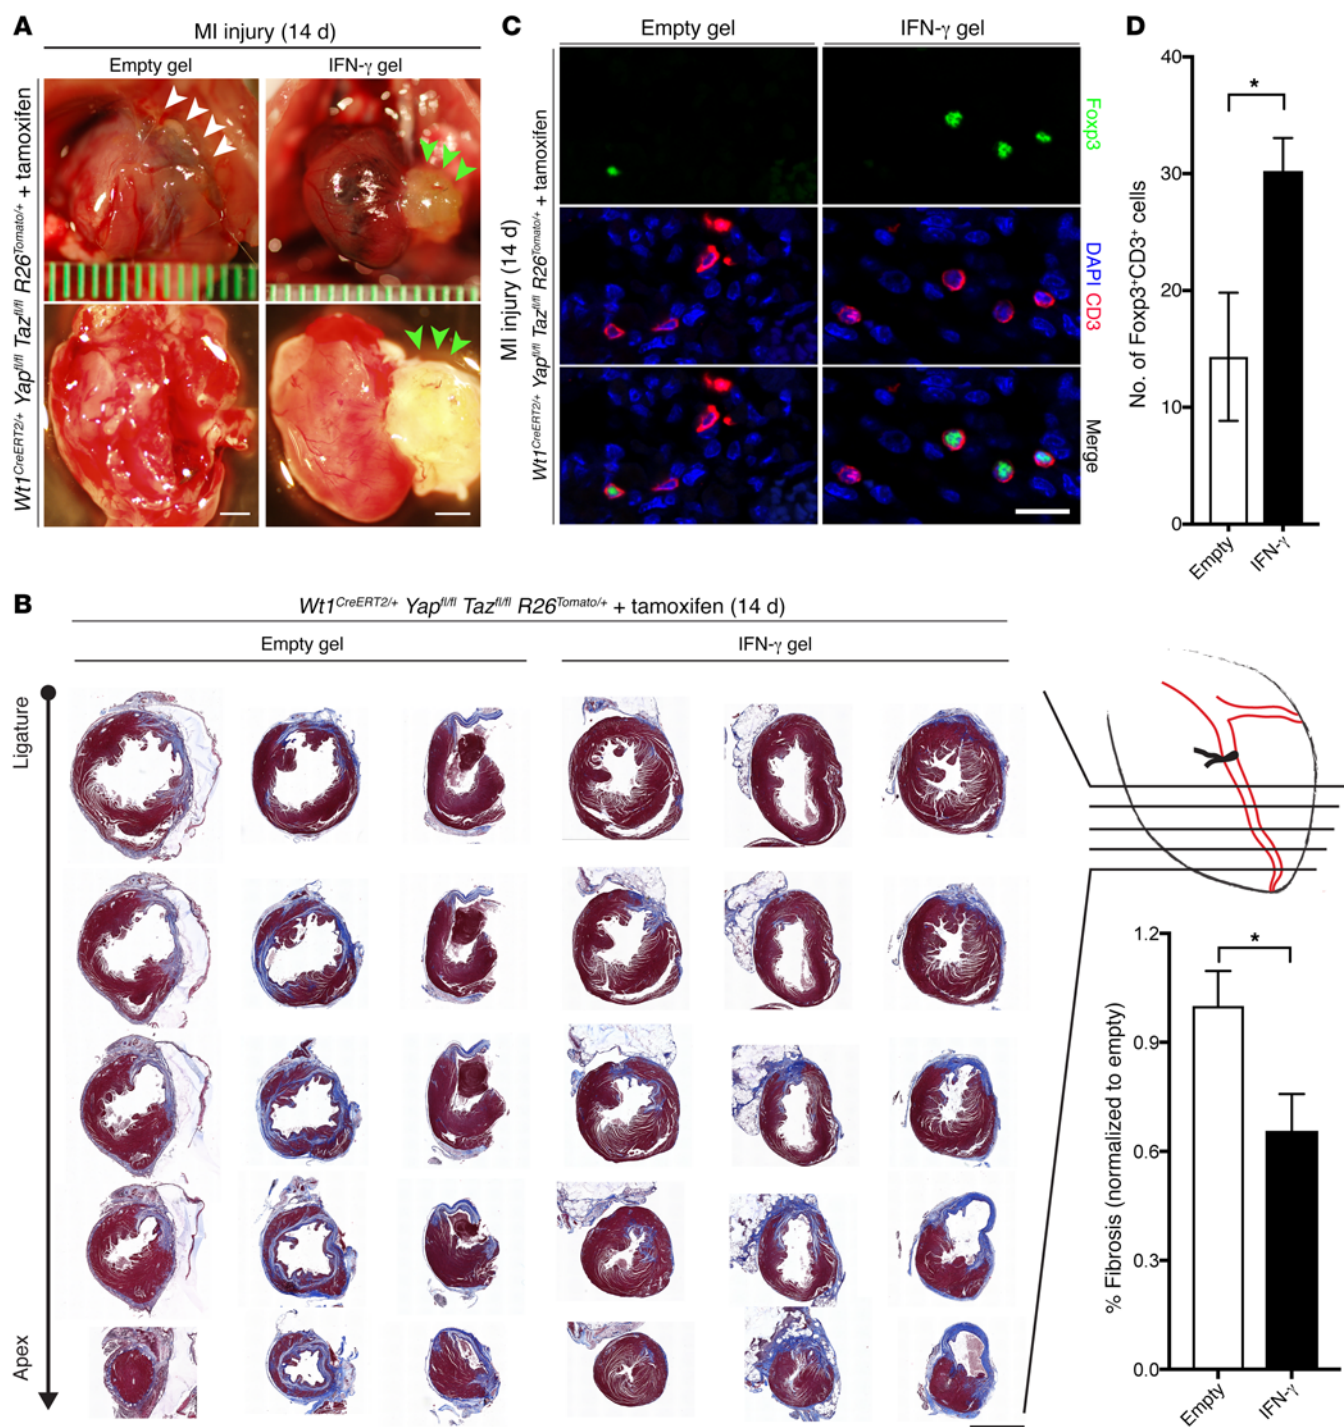 A
MI injury (14 d)
Empty gel
IFN-γ gel
Wt1CreERT2/+ Yapfl/fl Tazfl/fl R26Tomato/+ + tamoxifen
C
Empty gel
IFN-γ gel
MI injury (14 d)
Wt1CreERT2/+ Yapfl/fl Tazfl/fl R26Tomato/+ + tamoxifen
Foxp3
DAPI CD3
Merge
D
No. of Foxp3+CD3+ cells
40
30
20
10
0
*
Empty
IFN-γ
B
Wt1CreERT2/+ Yapfl/fl Tazfl/fl R26Tomato/+ + tamoxifen (14 d)
Empty gel
IFN-γ gel
Ligature
Apex
% Fibrosis (normalized to empty)
1.2
0.9
0.6
0.3
0.0
*
Empty
IFN-γ